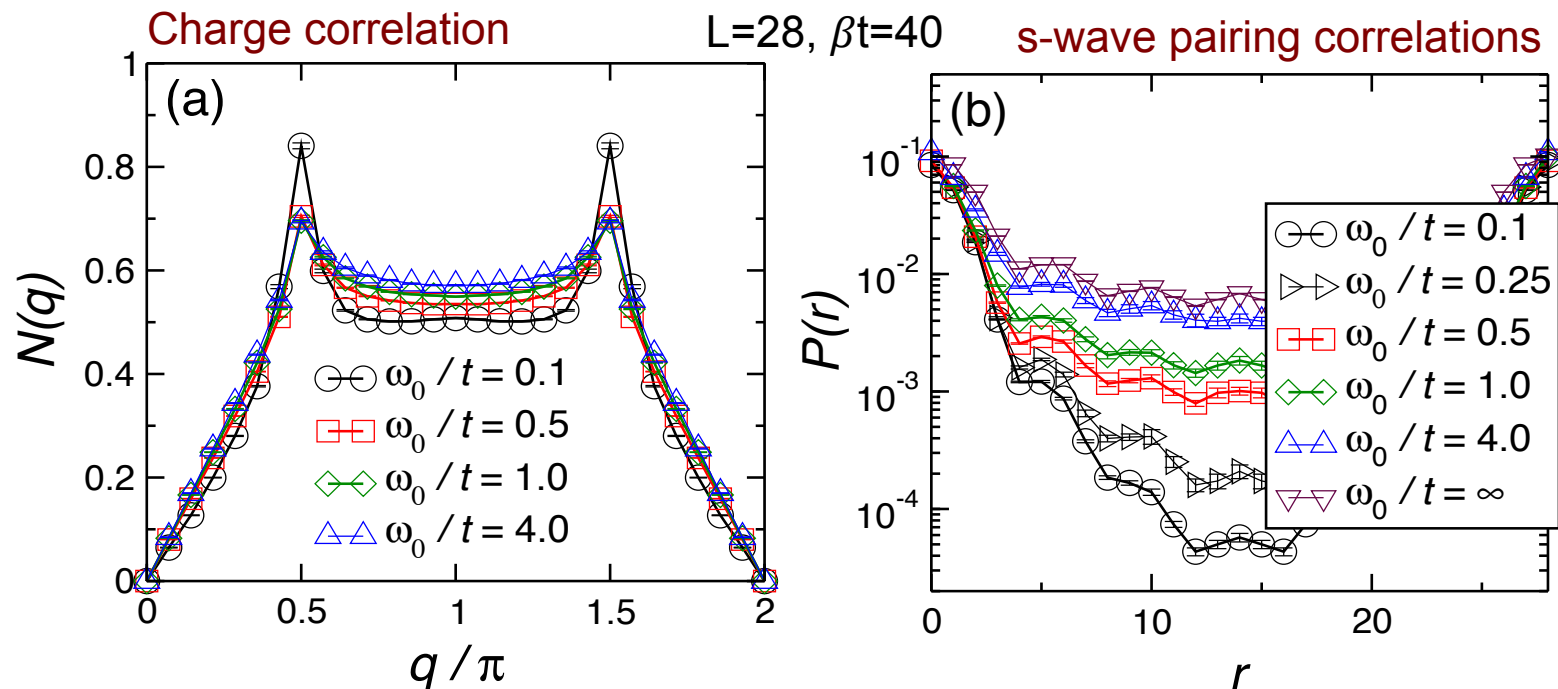 Charge correlation
L=28, βt=40
s-wave pairing correlations
(a)
N(q)
1
0.8
0.6
0.4
0.2
0
ω₀ / t = 0.1
ω₀ / t = 0.5
ω₀ / t = 1.0
ω₀ / t = 4.0
0 0.5 1 1.5 2
q / π
(b)
P(r)
10⁻¹
10⁻²
10⁻³
10⁻⁴
ω₀ / t = 0.1
ω₀ / t = 0.25
ω₀ / t = 0.5
ω₀ / t = 1.0
ω₀ / t = 4.0
ω₀ / t = ∞
0 10 20
r